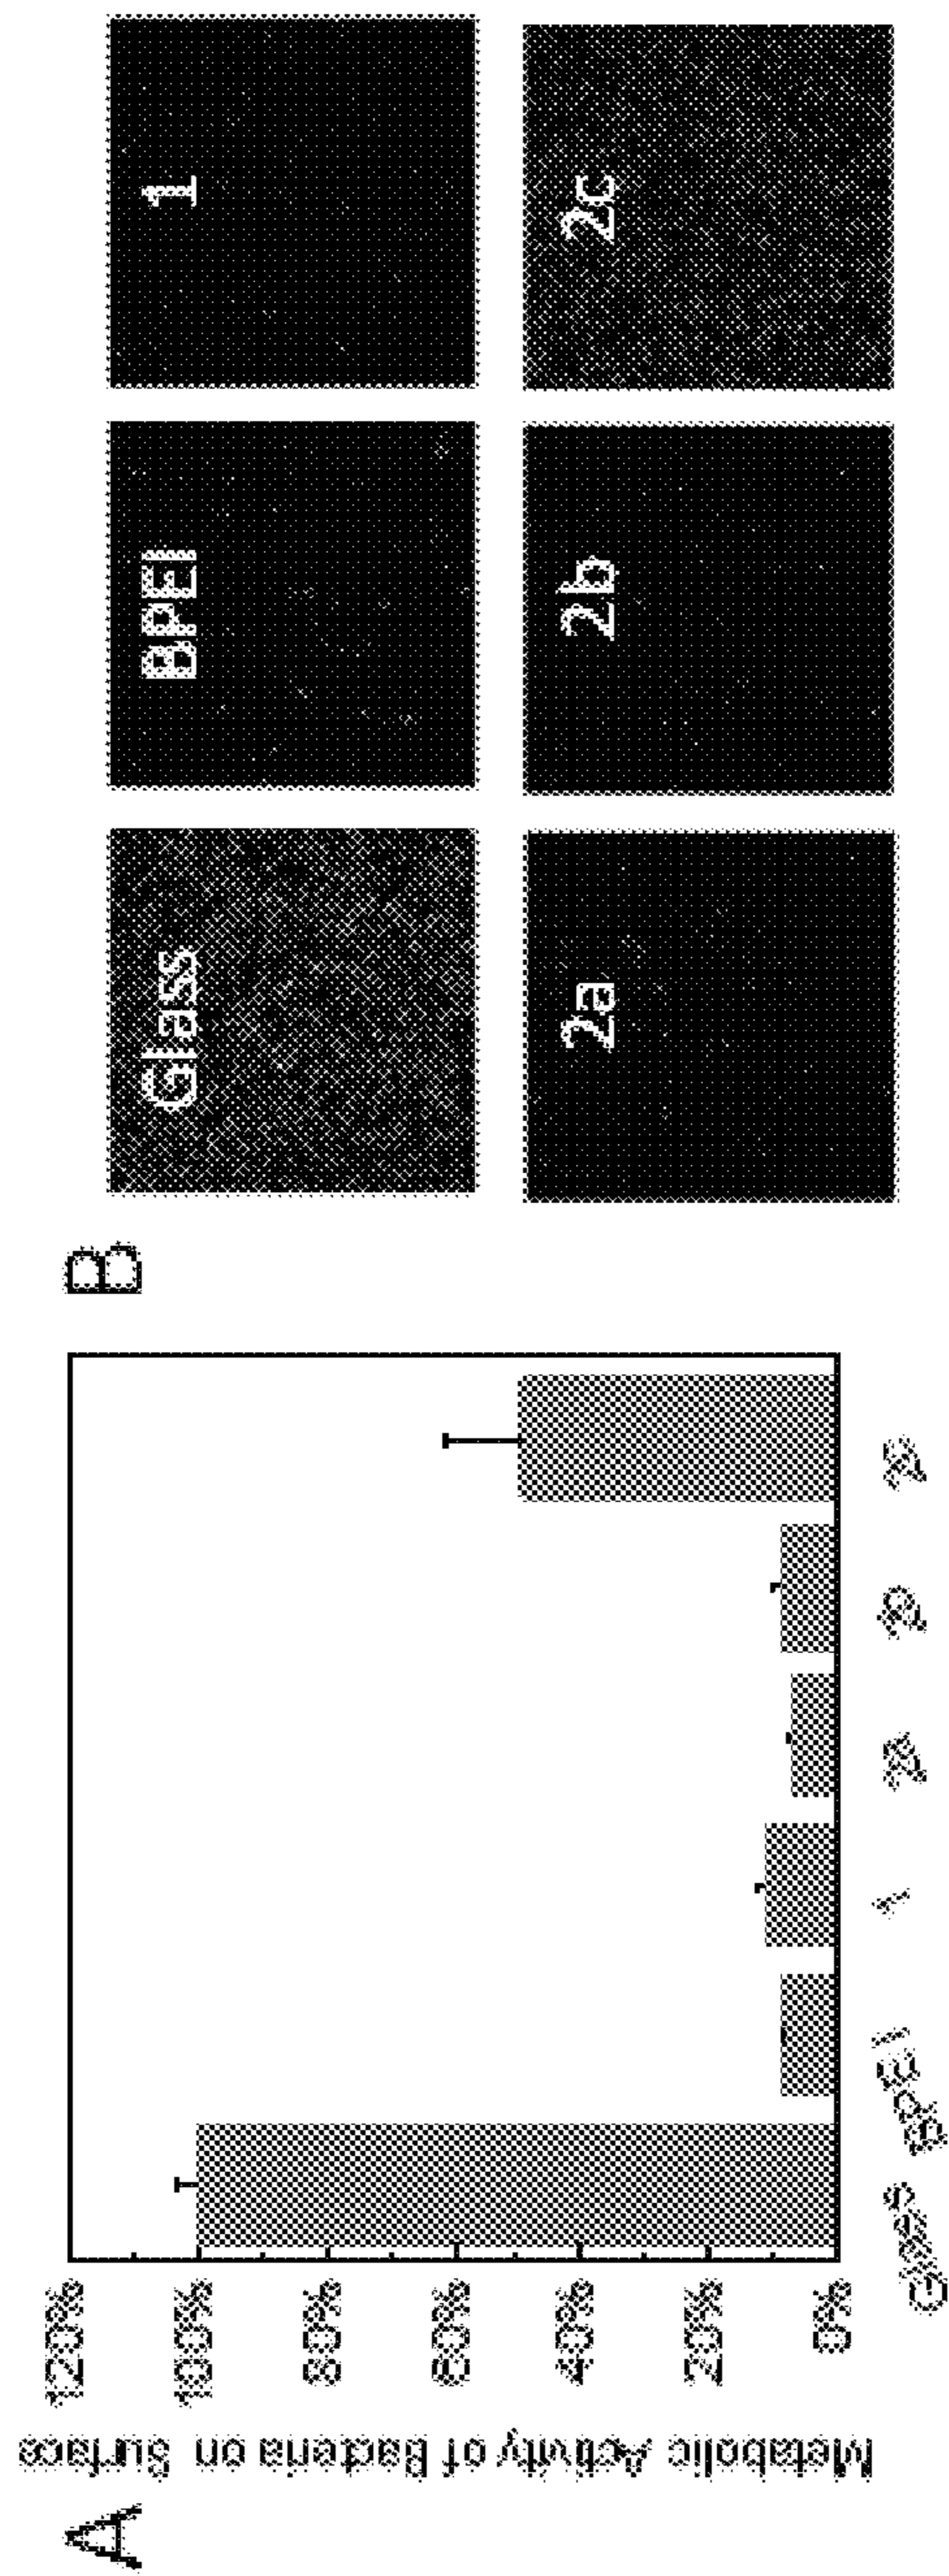 A
Metabolic Activity of Bacteria on Surface
120%
100%
80%
60%
40%
20%
0%
Glass
BPEI
1
2a
2b
2c
B
Glass
BPEI
1
2a
2b
2c